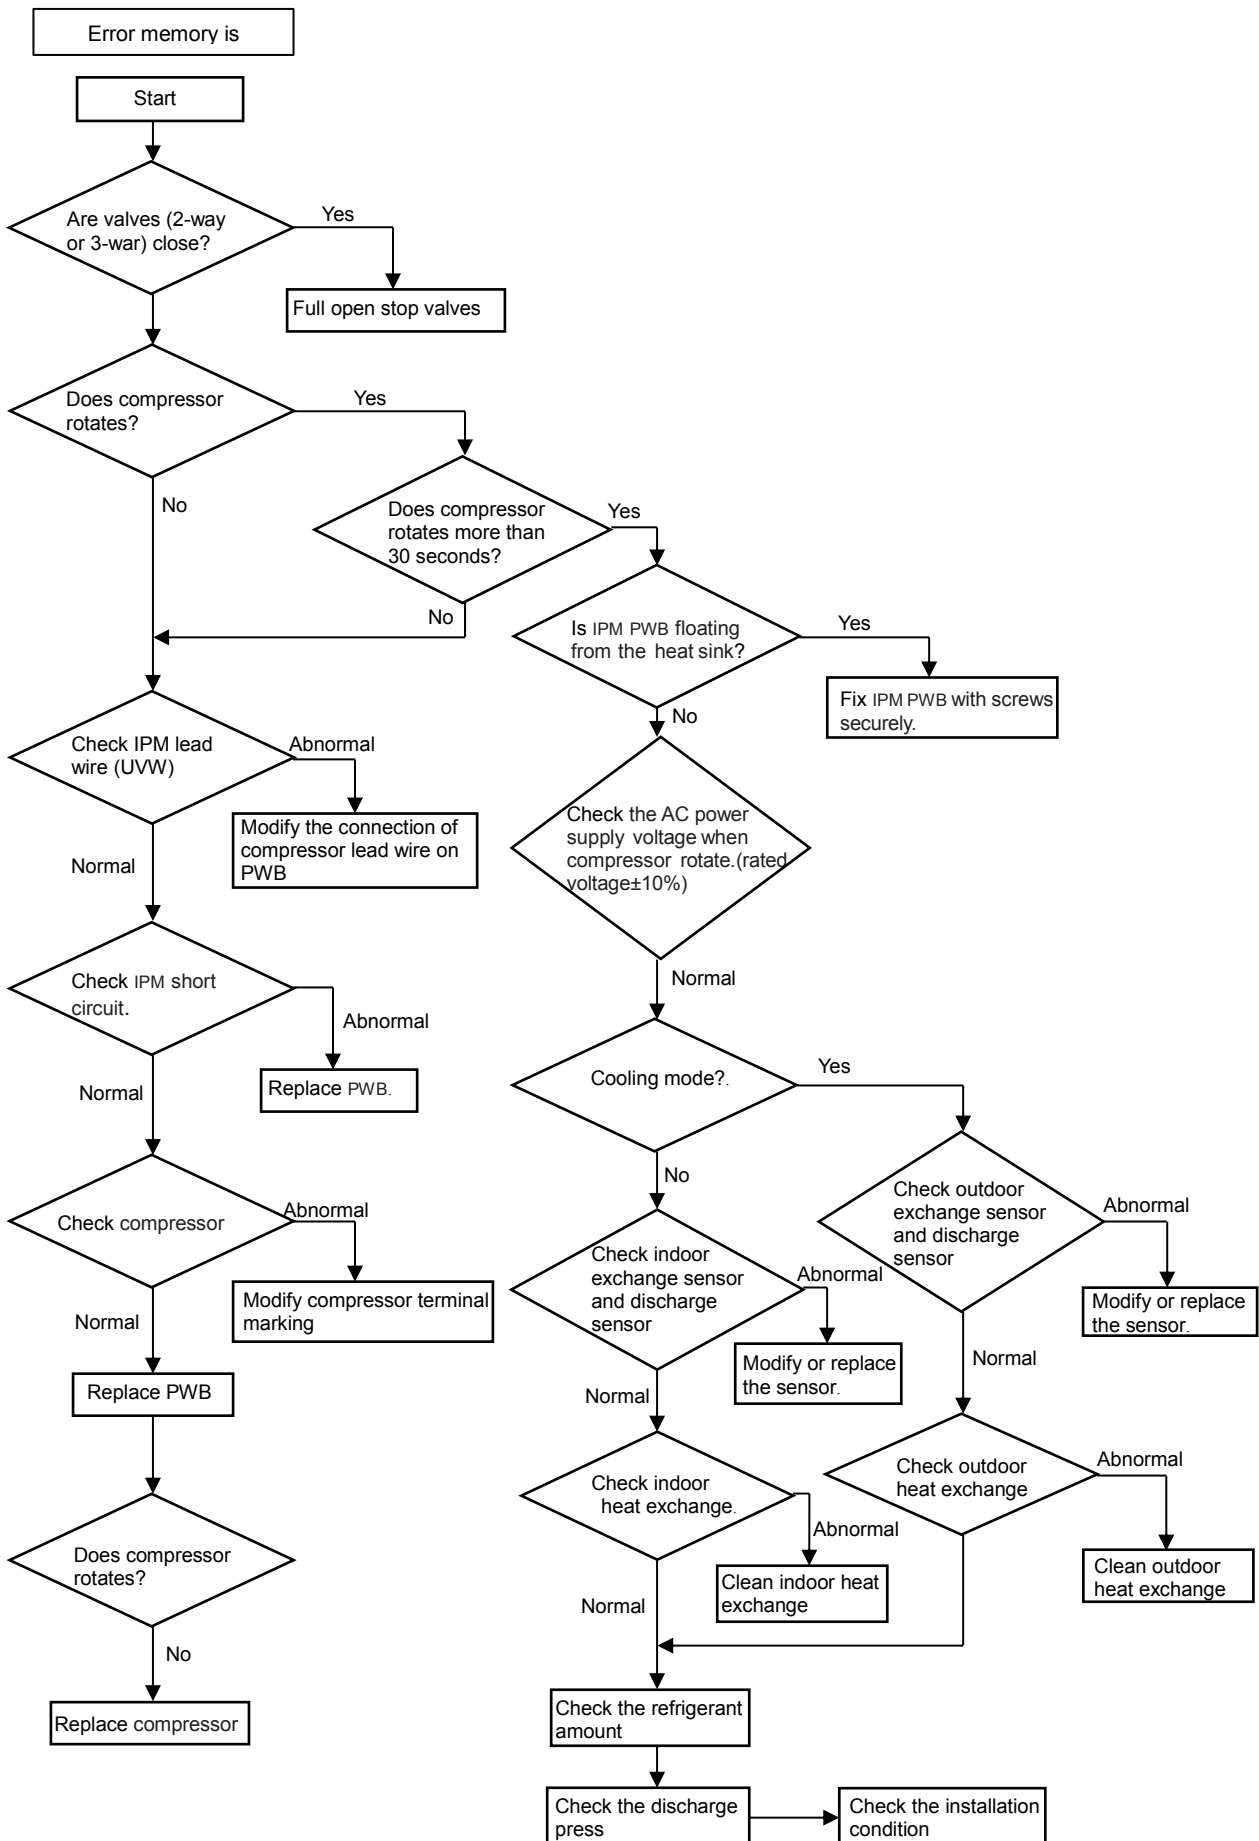 Error memory is
Start
Are valves (2-way
or 3-war) close?
Yes
Full open stop valves
Does compressor
rotates?
Yes
No
Does compressor
rotates more than
30 seconds?
Yes
No
Is IPM PWB floating
from the heat sink?
Yes
Fix IPM PWB with screws
securely.
No
Check IPM lead
wire (UVW)
Abnormal
Modify the connection of
compressor lead wire on
PWB
Normal
Check the AC power
supply voltage when
compressor rotate.(rated
voltage±10%)
Normal
Check IPM short
circuit.
Abnormal
Replace PWB.
Normal
Cooling mode?.
Yes
No
Check compressor
Abnormal
Modify compressor terminal
marking
Normal
Check indoor
exchange sensor
and discharge
sensor
Abnormal
Modify or replace
the sensor.
Normal
Check outdoor
exchange sensor
and discharge
sensor
Abnormal
Modify or replace
the sensor.
Normal
Replace PWB
Check indoor
heat exchange.
Abnormal
Clean indoor heat
exchange
Normal
Check outdoor
heat exchange
Abnormal
Clean outdoor
heat exchange
Does compressor
rotates?
No
Replace compressor
Check the refrigerant
amount
Check the discharge
press
Check the installation
condition